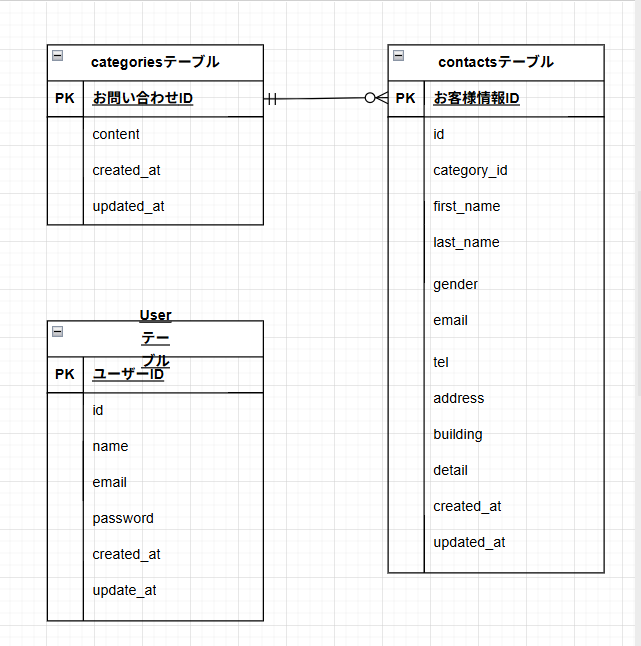 categoriesテーブル
PK お問い合わせID
content
created_at
updated_at
contactsテーブル
PK お客様情報ID
id
category_id
first_name
last_name
gender
email
tel
address
building
detail
created_at
updated_at
User
テー
ブル
PK ユーザーID
id
name
email
password
created_at
update_at